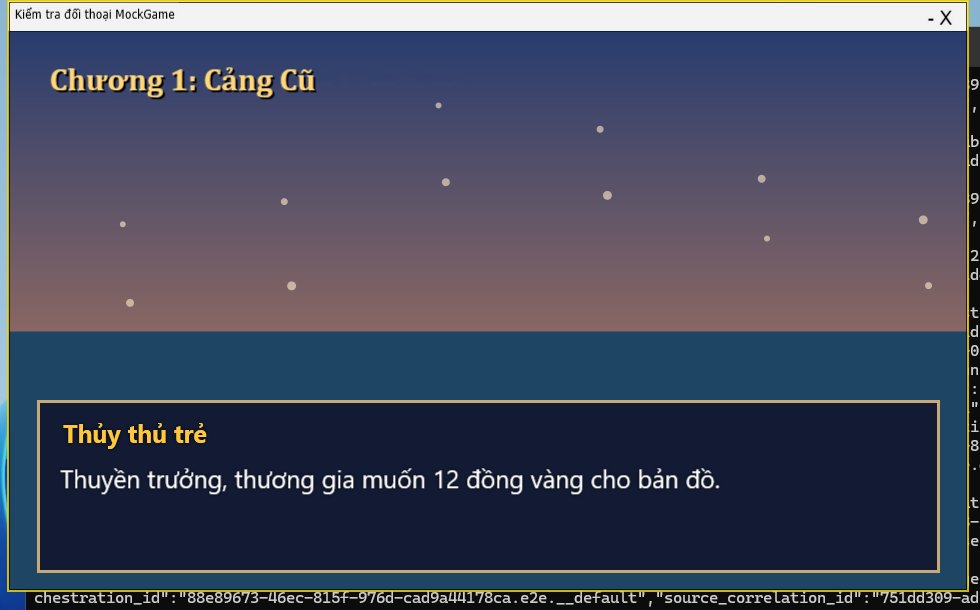 Kiểm tra đối thoại MockGame
- X
Chương 1: Cảng Cũ
Thủy thủ trẻ
Thuyền trưởng, thương gia muốn 12 đồng vàng cho bản đồ.
chestration_id":"88e89673-46ec-815f-976d-cad9a44178ca.e2e.__default","source_correlation_id":"751dd309-ae